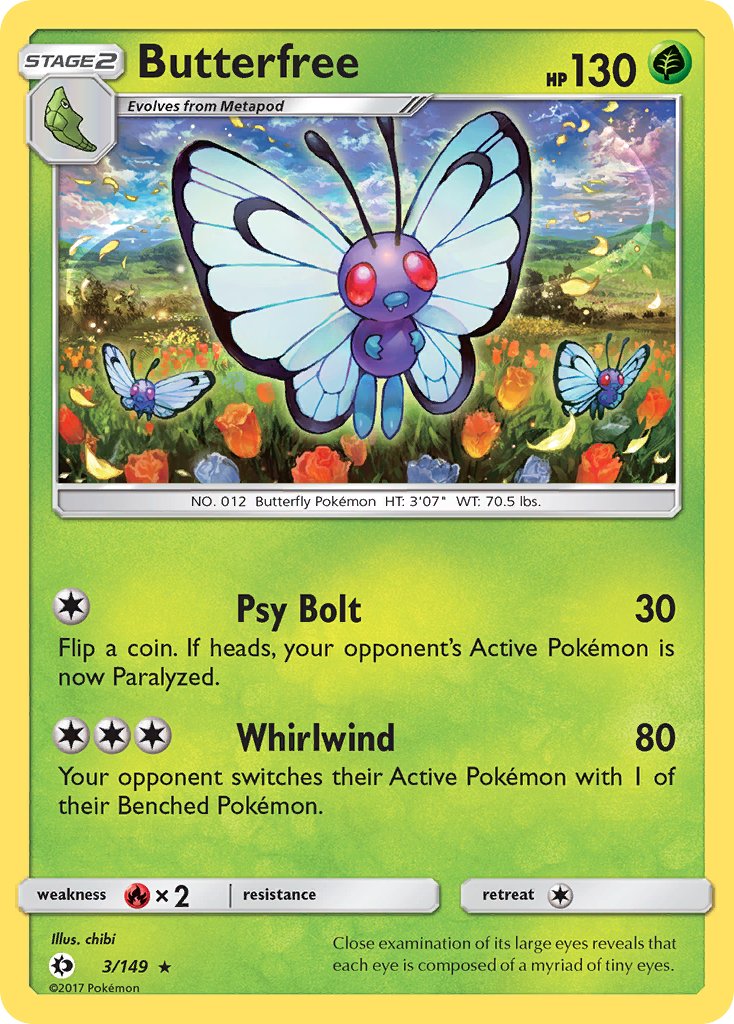 STAGE2 Butterfree HP 130
Evolves from Metapod
NO. 012 Butterfly Pokémon HT: 3'07" WT: 70.5 lbs.
Psy Bolt 30
Flip a coin. If heads, your opponent's Active Pokémon is
now Paralyzed.
Whirlwind 80
Your opponent switches their Active Pokémon with 1 of
their Benched Pokémon.
weakness × 2 resistance retreat
Illus. chibi
3/149 ★
©2017 Pokémon
Close examination of its large eyes reveals that
each eye is composed of a myriad of tiny eyes.